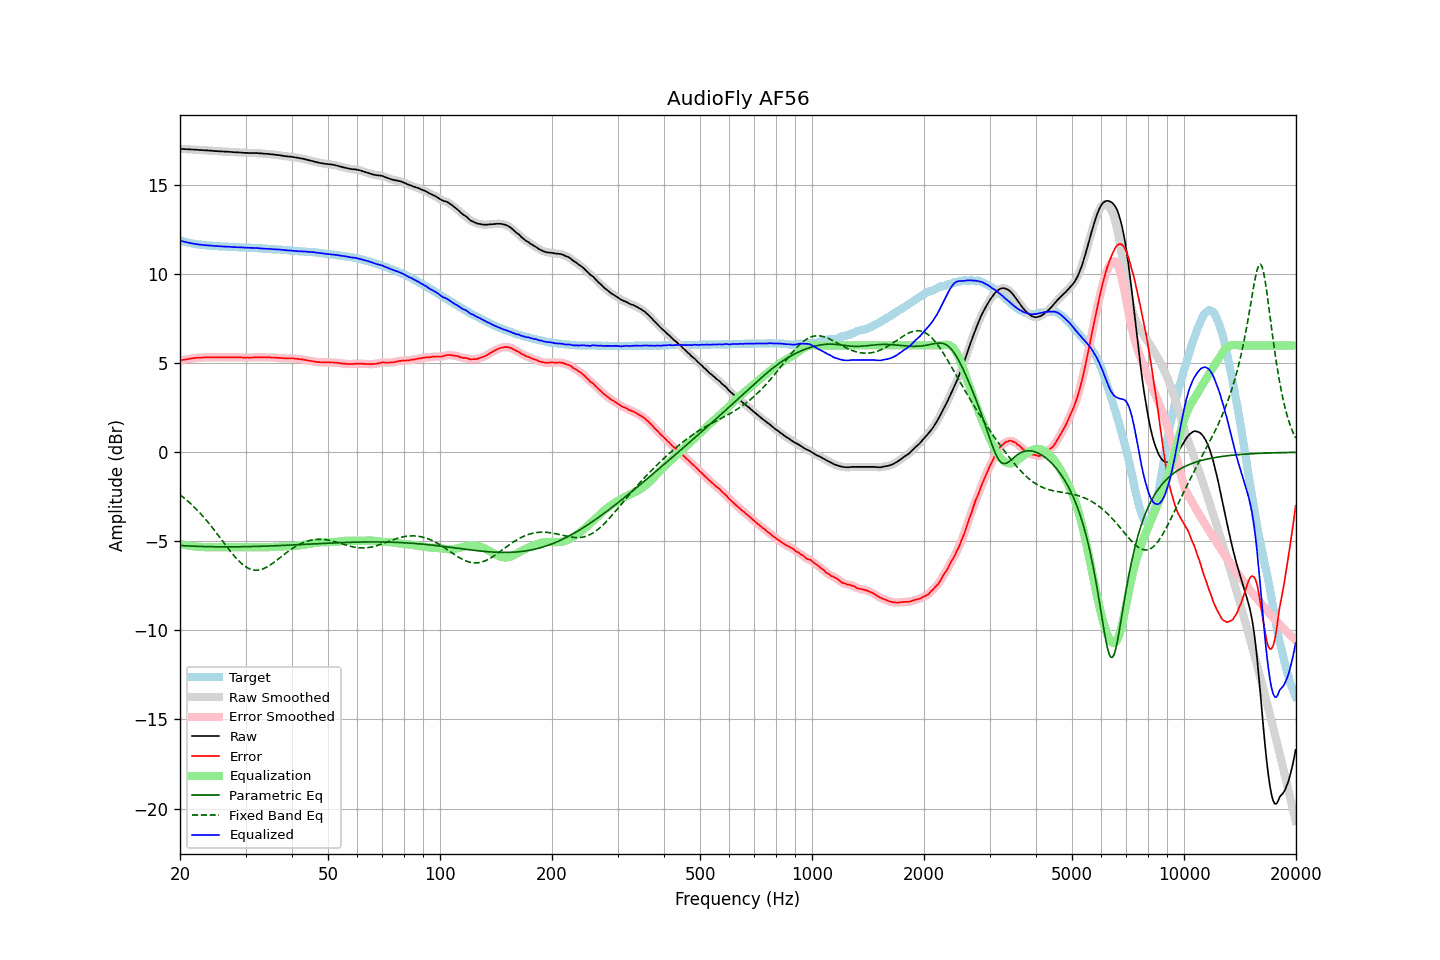 AudioFly AF56
Amplitude (dBr)
15
10
5
0
−5
−10
−15
−20
Target
Raw Smoothed
Error Smoothed
Raw
Error
Equalization
Parametric Eq
Fixed Band Eq
Equalized
20 50 100 200 500 1000 2000 5000 10000 20000
Frequency (Hz)